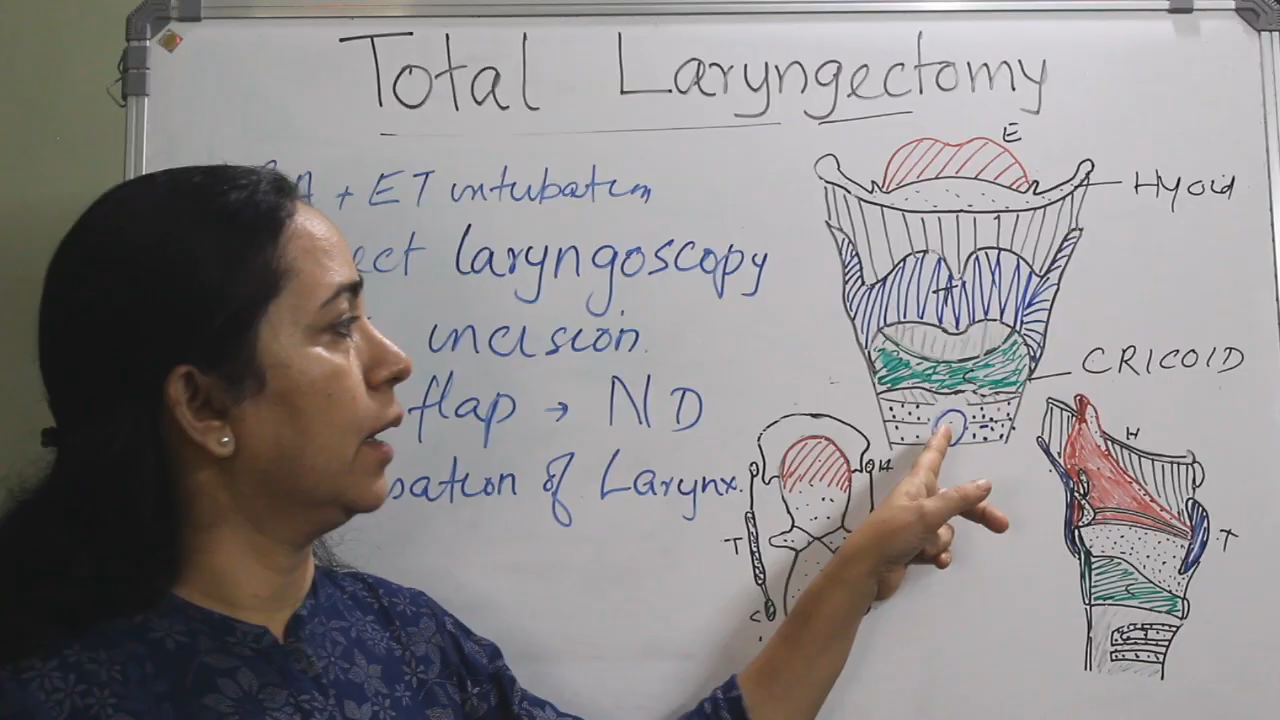 Total Laryngectomy
A + ET intubation
ect laryngoscopy
incision.
flap → ND
sation of Larynx.
E
Hyoid
T
C
CRICOID
H
T
C
H
T